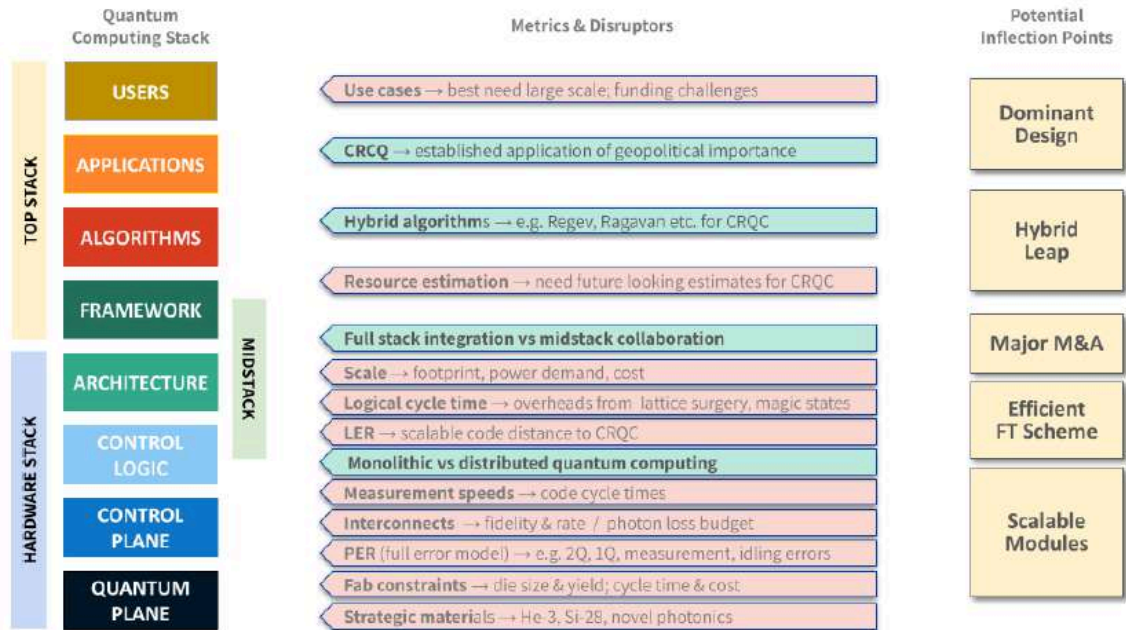 Quantum
Computing Stack
Metrics & Disruptors
Potential
Inflection Points
TOP STACK
HARDWARE STACK
MIDSTACK
USERS
APPLICATIONS
ALGORITHMS
FRAMEWORK
ARCHITECTURE
CONTROL
LOGIC
CONTROL
PLANE
QUANTUM
PLANE
Use cases → best need large scale; funding challenges
CRCQ → established application of geopolitical importance
Hybrid algorithms → e.g. Regev, Ragavan etc. for CRQC
Resource estimation → need future looking estimates for CRQC
Full stack integration vs midstack collaboration
Scale → footprint, power demand, cost
Logical cycle time → overheads from lattice surgery, magic states
LER → scalable code distance to CRQC
Monolithic vs distributed quantum computing
Measurement speeds → code cycle times
Interconnects → fidelity & rate / photon loss budget
PER (full error model) → e.g. 2Q, 1Q, measurement, idling errors
Fab constraints → die size & yield; cycle time & cost
Strategic materials → He-3, Si-28, novel photonics
Dominant
Design
Hybrid
Leap
Major M&A
Efficient
FT Scheme
Scalable
Modules